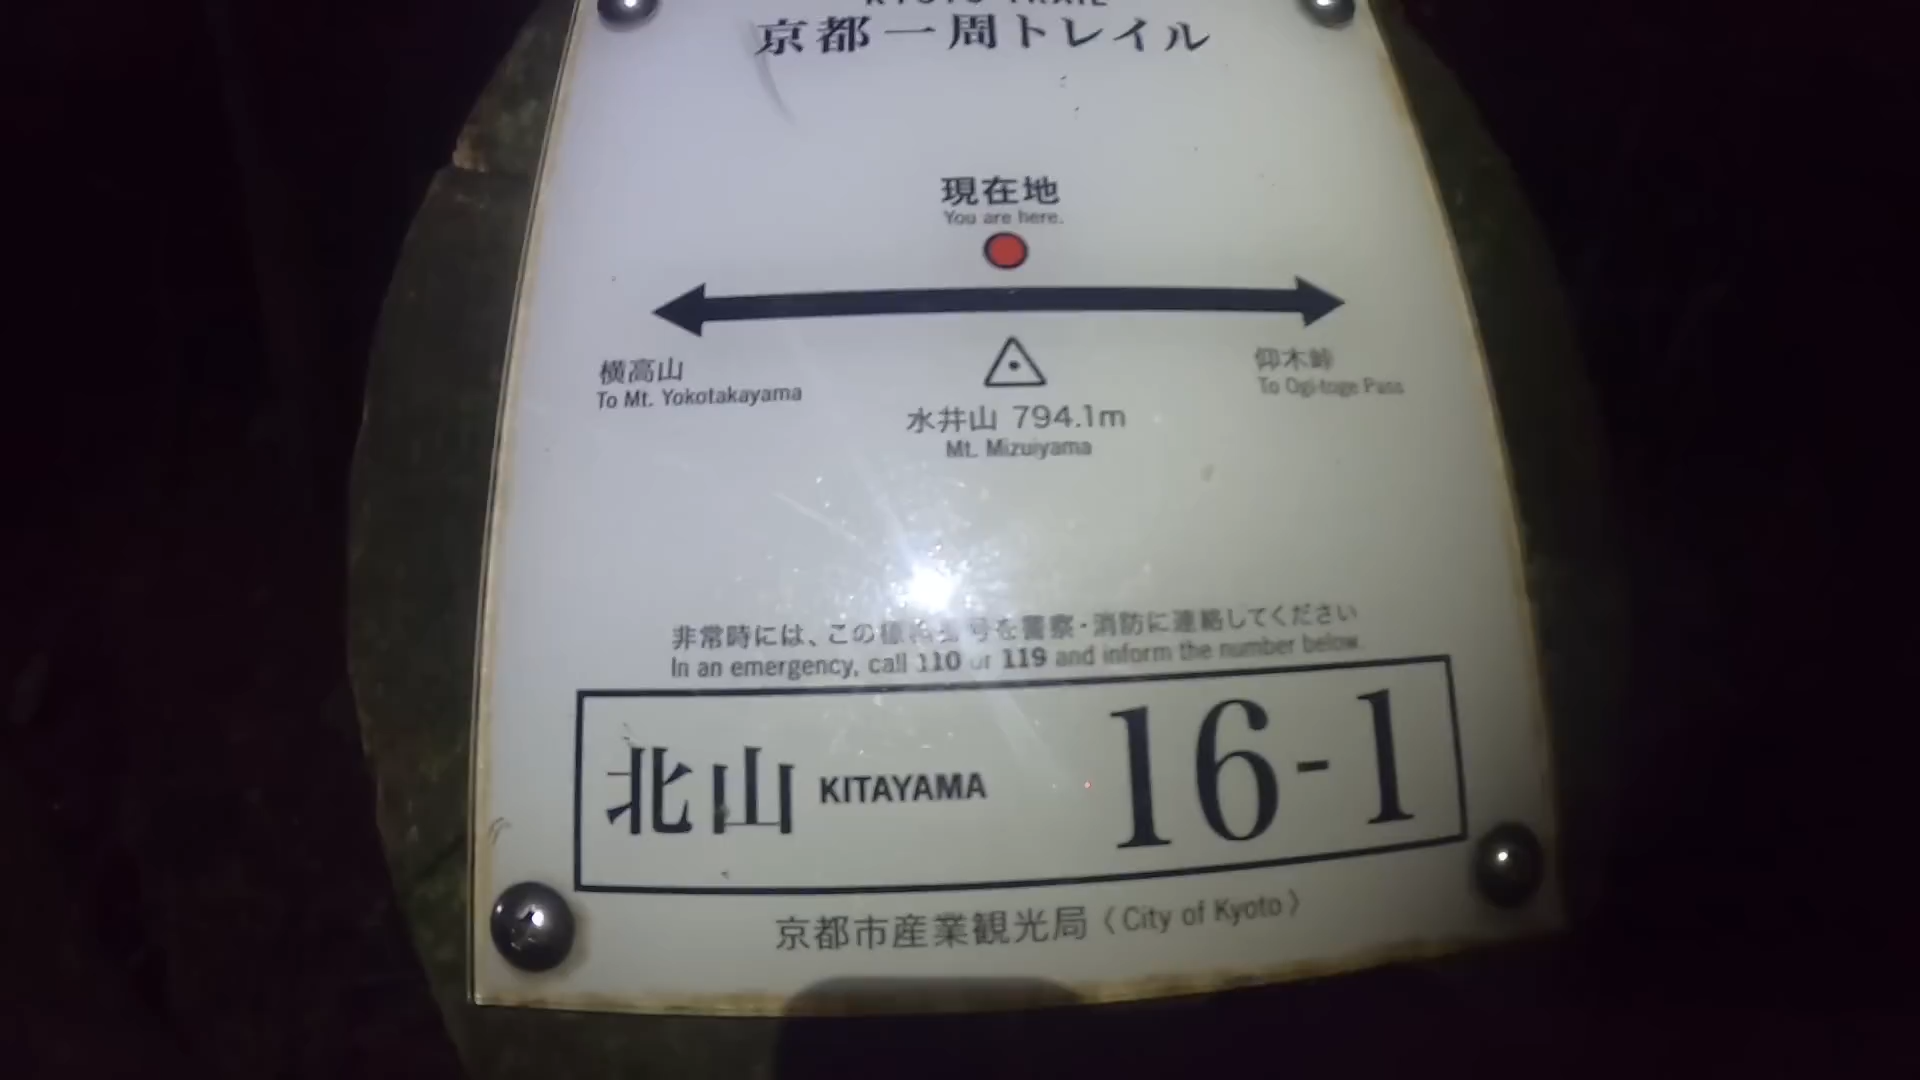 KYOTO TRAIL
京都一周トレイル
現在地
You are here.
横高山
To Mt. Yokotakayama
水井山 794.1m
Mt. Mizuiyama
仰木峠
To Ogi-toge Pass
非常時には、この標識番号を警察・消防に連絡してください
In an emergency, call 110 or 119 and inform the number below.
北山 KITAYAMA 16-1
京都市産業観光局〈City of Kyoto〉